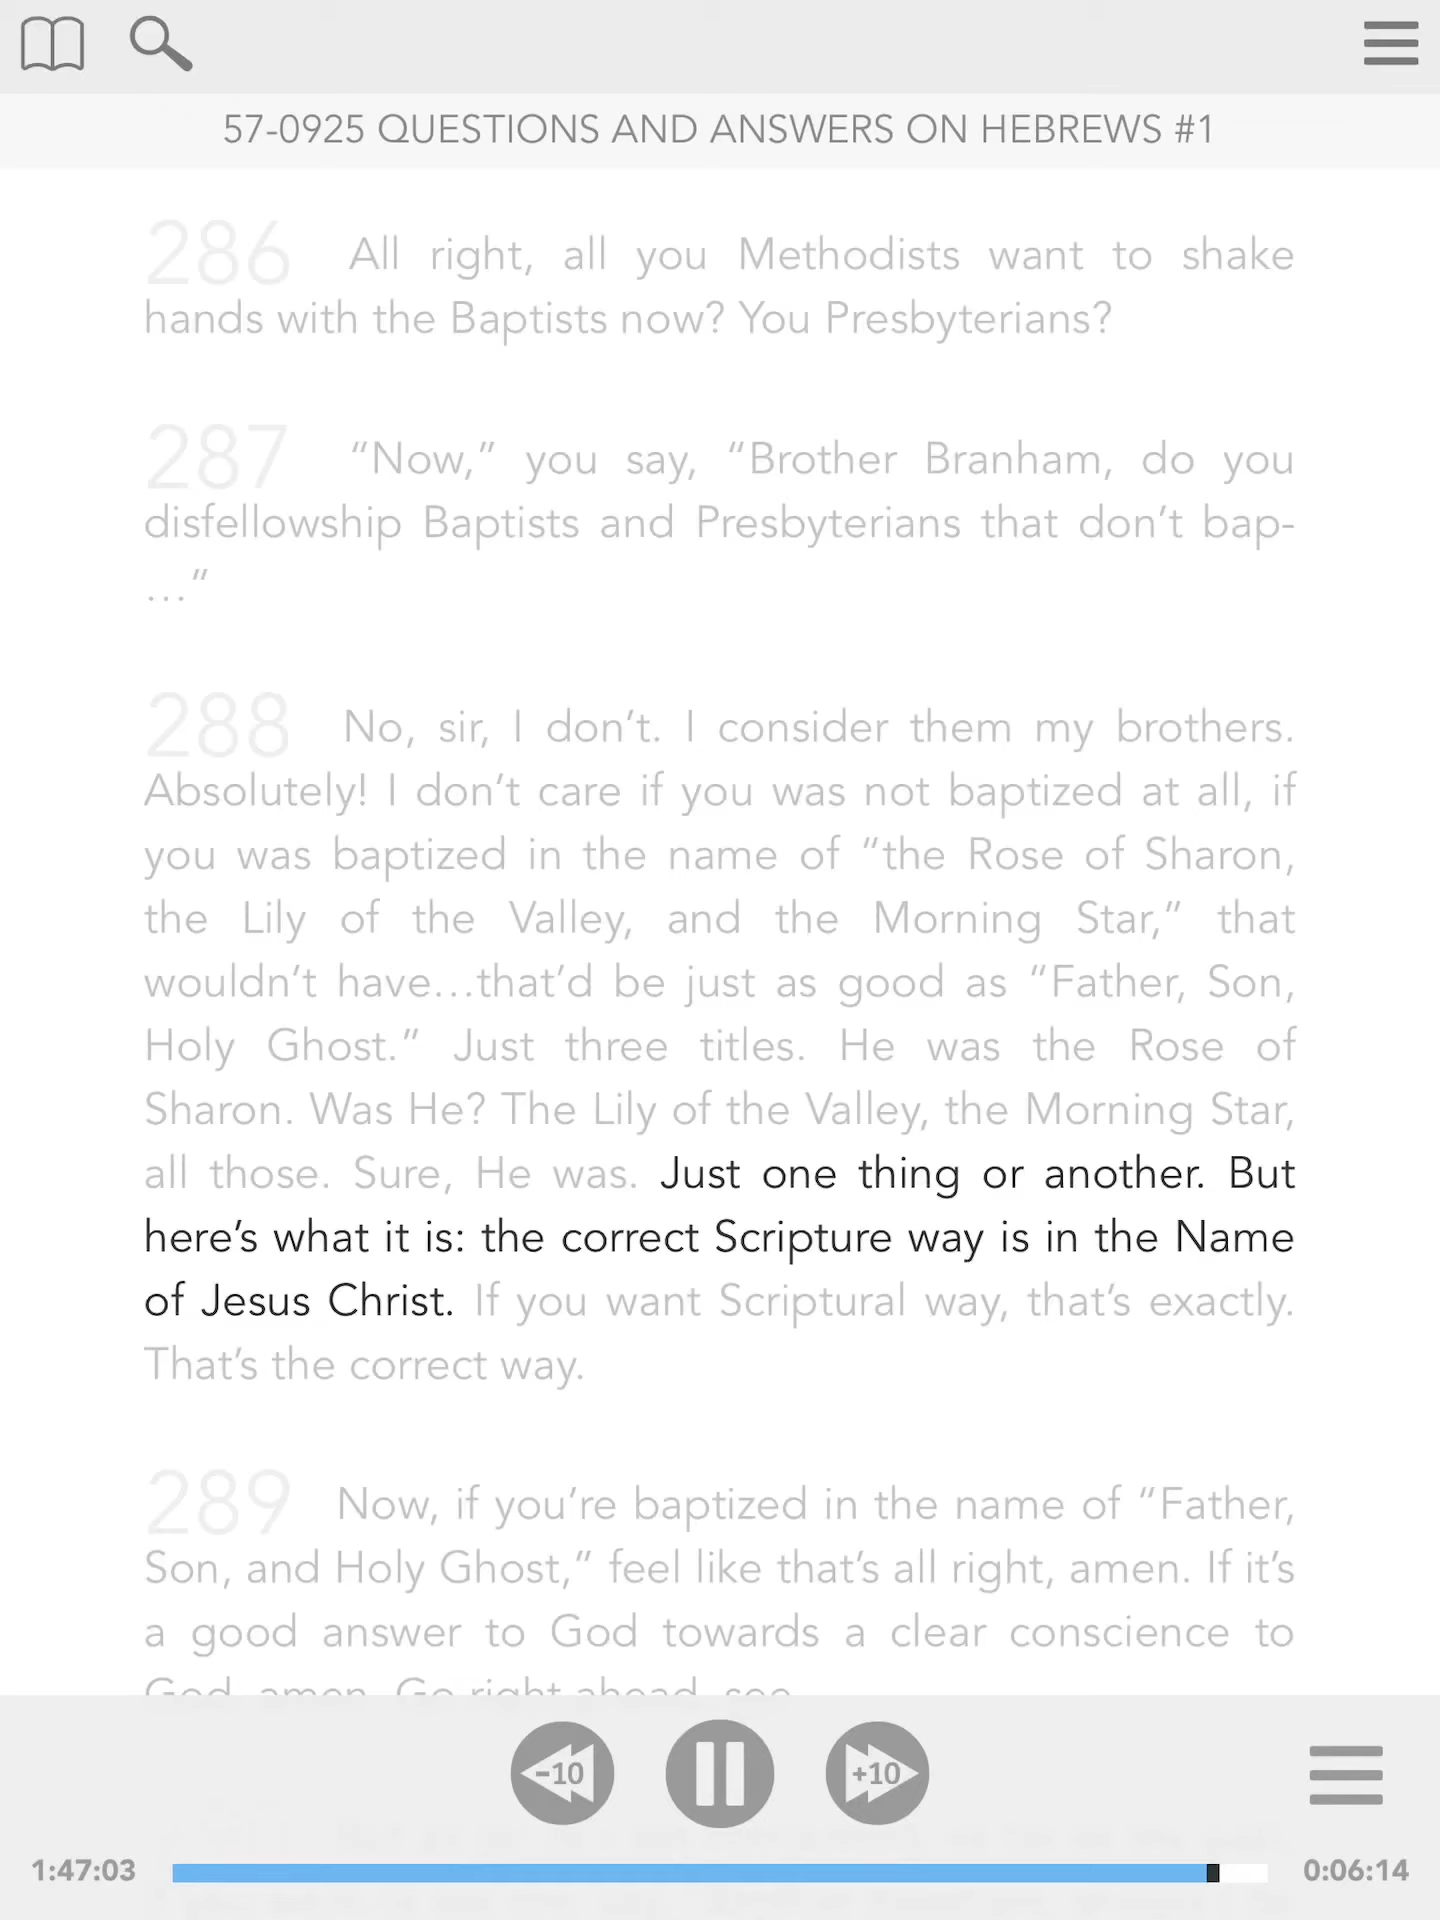 57-0925 QUESTIONS AND ANSWERS ON HEBREWS #1
286 All right, all you Methodists want to shake
hands with the Baptists now? You Presbyterians?
287 “Now,” you say, “Brother Branham, do you
disfellowship Baptists and Presbyterians that don’t bap-
…”
288 No, sir, I don’t. I consider them my brothers.
Absolutely! I don’t care if you was not baptized at all, if
you was baptized in the name of “the Rose of Sharon,
the Lily of the Valley, and the Morning Star,” that
wouldn’t have…that’d be just as good as “Father, Son,
Holy Ghost.” Just three titles. He was the Rose of
Sharon. Was He? The Lily of the Valley, the Morning Star,
all those. Sure, He was. Just one thing or another. But
here’s what it is: the correct Scripture way is in the Name
of Jesus Christ. If you want Scriptural way, that’s exactly.
That’s the correct way.
289 Now, if you’re baptized in the name of “Father,
Son, and Holy Ghost,” feel like that’s all right, amen. If it’s
a good answer to God towards a clear conscience to
God, amen. Go right ahead, see
-10 +10
1:47:03 0:06:14